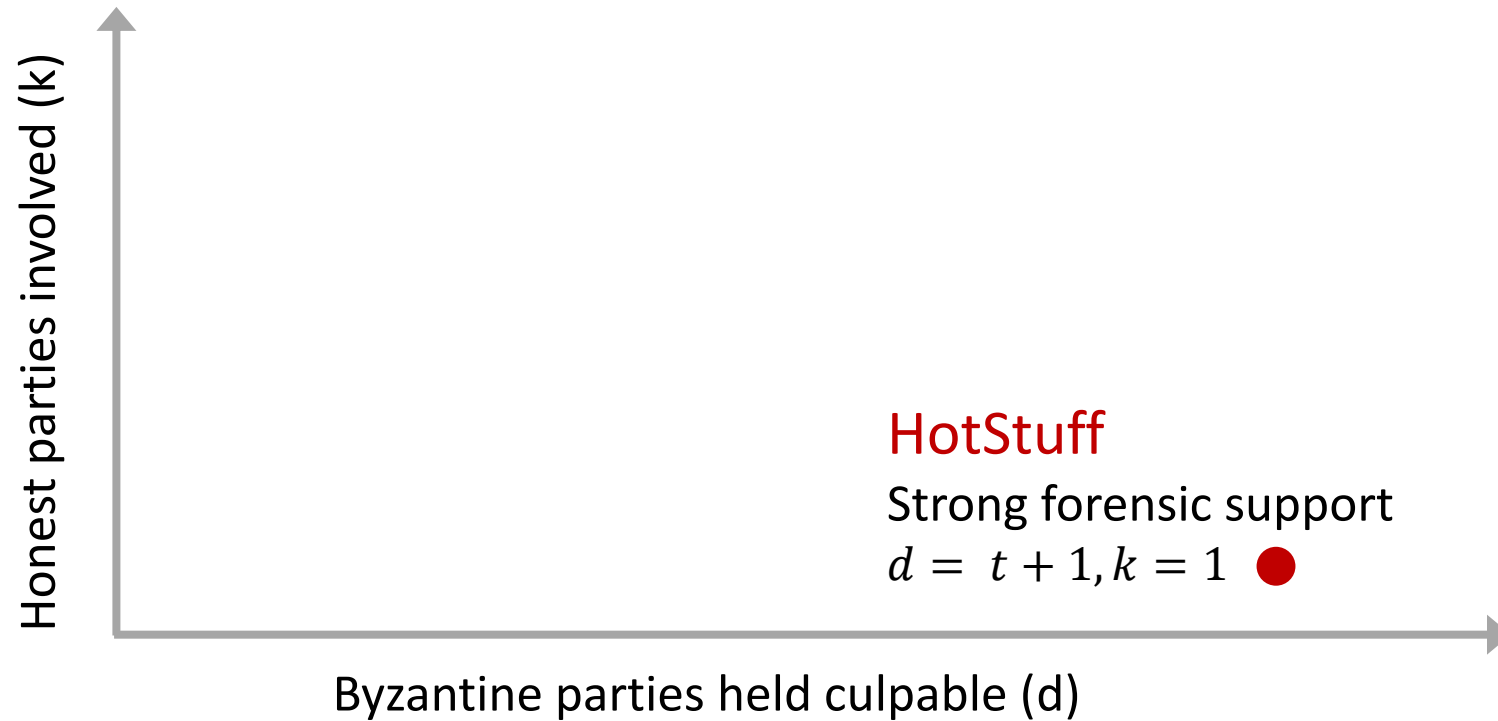 Honest parties involved (k)
HotStuff
Strong forensic support
d = t + 1, k = 1
Byzantine parties held culpable (d)